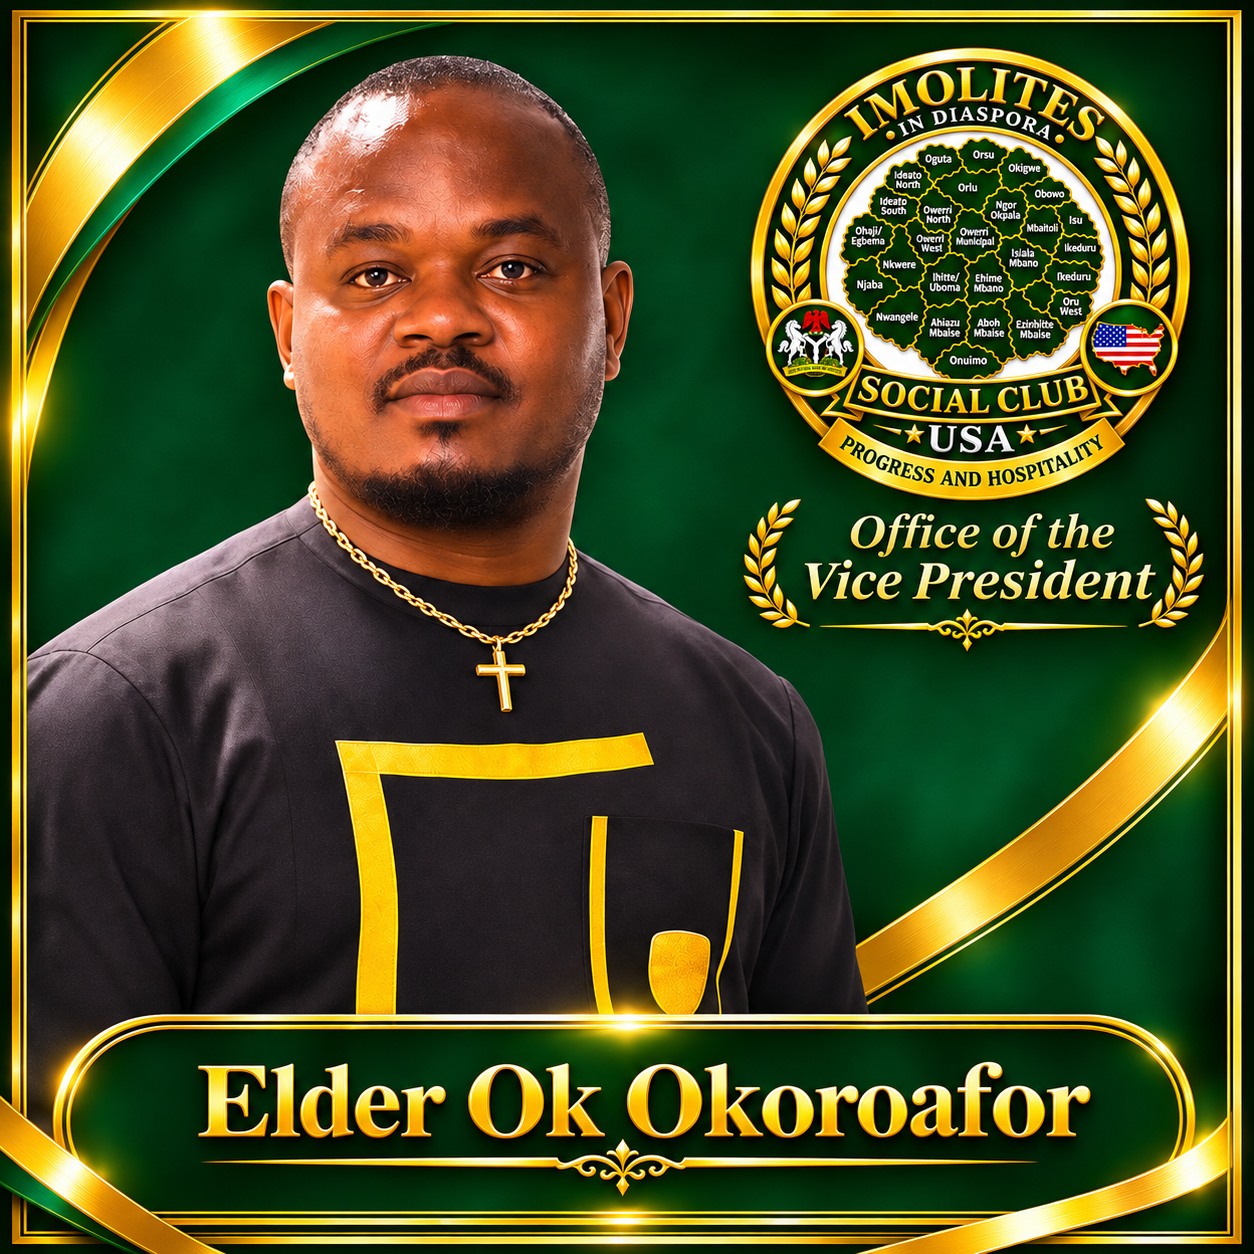 IMOLITES
IN DIASPORA
Oguta
Orsu
Okigwe
Ideato
North
Orlu
Obowo
Ideato
South
Owerri
North
Ngor
Okpala
Isu
Mbaitoli
Ohaji/
Egbema
Owerri
West
Owerri
Municipal
Ikeduru
Isiala
Mbano
Nkwere
Njaba
Ihitte/
Uboma
Ehime
Mbano
Ikeduru
Oru
West
Nwangele
Ahiazu
Mbaise
Aboh
Mbaise
Ezinhitte
Mbaise
Onuimo
SOCIAL CLUB
USA
PROGRESS AND HOSPITALITY
Office of the
Vice President
Elder Ok Okoroafor